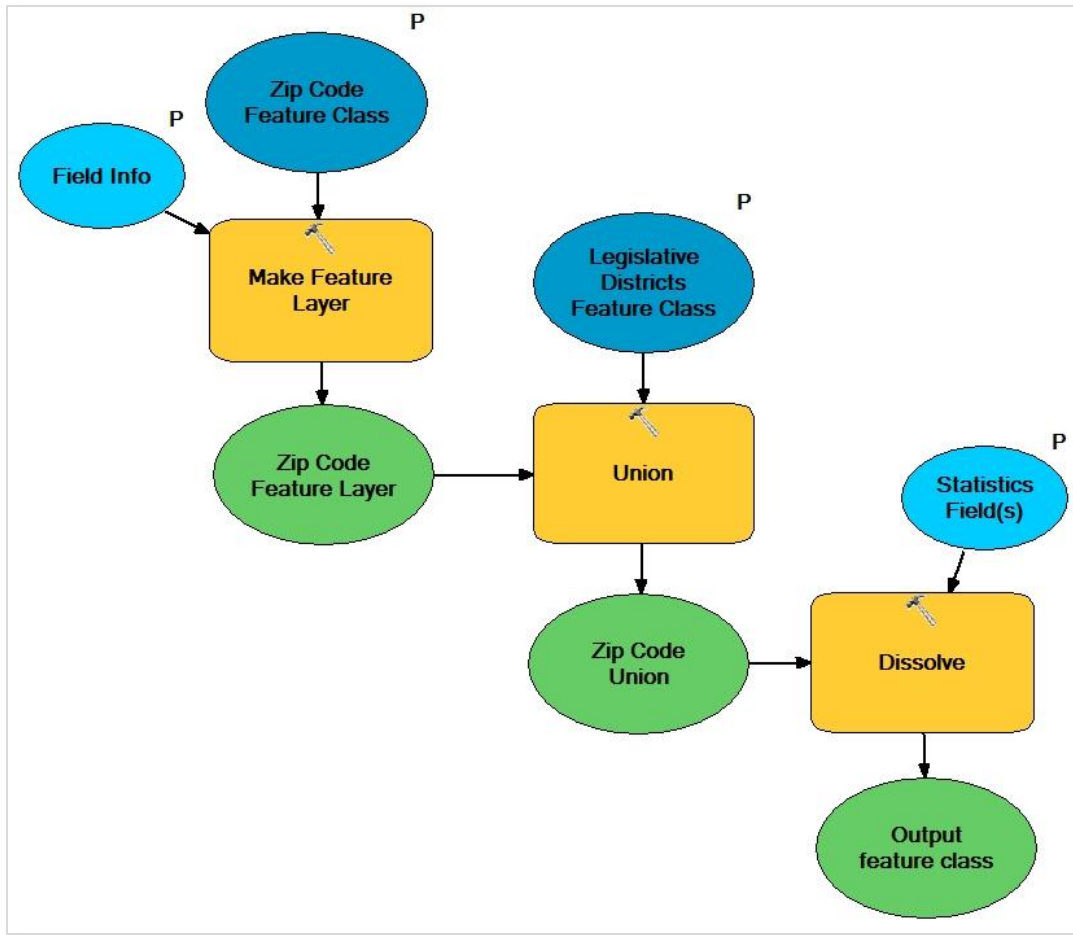 P
Zip Code
Feature Class
P
Field Info
Make Feature
Layer
P
Legislative
Districts
Feature Class
Zip Code
Feature Layer
Union
P
Statistics
Field(s)
Zip Code
Union
Dissolve
Output
feature class